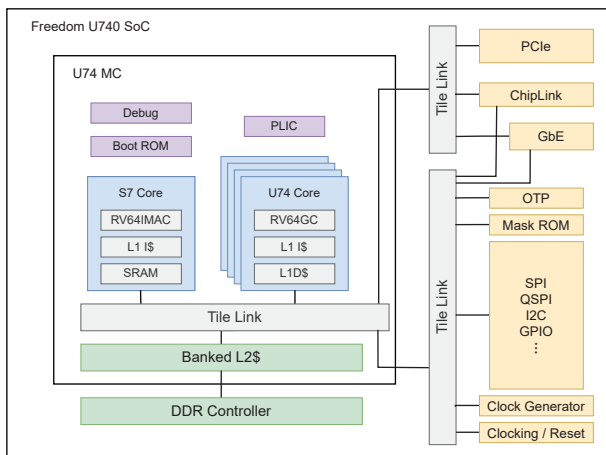 Freedom U740 SoC
U74 MC
Debug
Boot ROM
PLIC
S7 Core
RV64IMAC
L1 I$
SRAM
U74 Core
RV64GC
L1 I$
L1D$
Tile Link
Banked L2$
DDR Controller
Tile Link
PCIe
ChipLink
GbE
Tile Link
OTP
Mask ROM
SPI
QSPI
I2C
GPIO
⋮
Clock Generator
Clocking / Reset